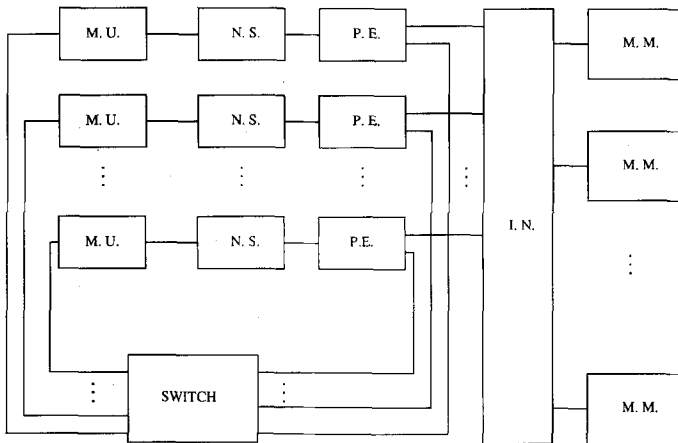 M. U.
N. S.
P. E.
M. M.
M. U.
N. S.
P. E.
M. M.
M. U.
N. S.
P.E.
I. N.
SWITCH
M. M.